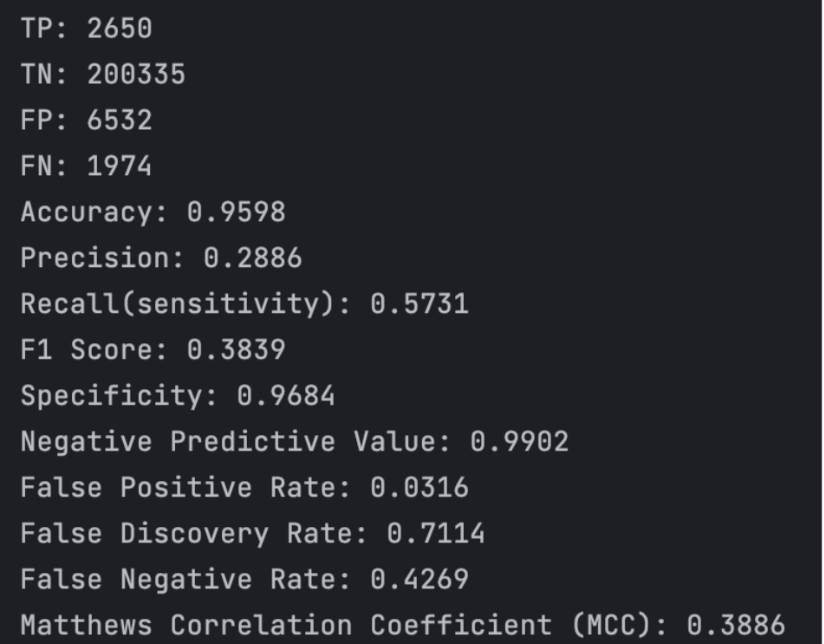 TP: 2650
TN: 200335
FP: 6532
FN: 1974
Accuracy: 0.9598
Precision: 0.2886
Recall(sensitivity): 0.5731
F1 Score: 0.3839
Specificity: 0.9684
Negative Predictive Value: 0.9902
False Positive Rate: 0.0316
False Discovery Rate: 0.7114
False Negative Rate: 0.4269
Matthews Correlation Coefficient (MCC): 0.3886